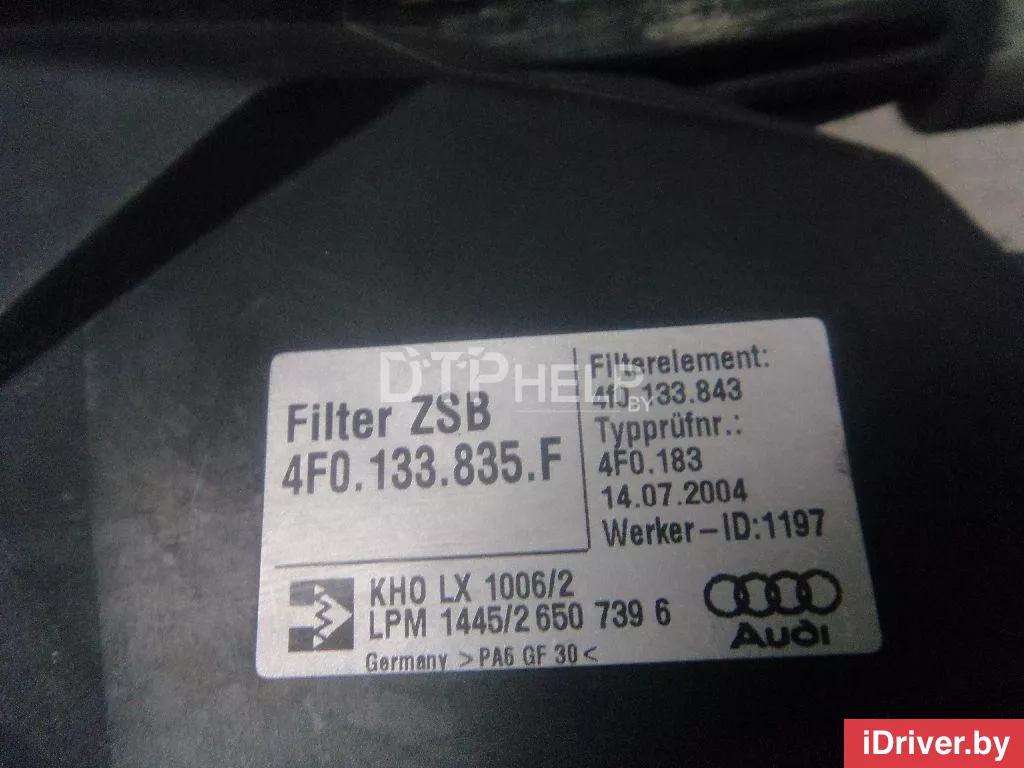 DTPHELP
BY
Filter ZSB
4F0.133.835.F
Filterelement:
4f0.133.843
Typprüfnr.:
4F0.183
14.07.2004
Werker-ID:1197
KHO LX 1006/2
LPM 1445/2 650 739 6
Germany >PA6 GF 30<
Audi
iDriver.by